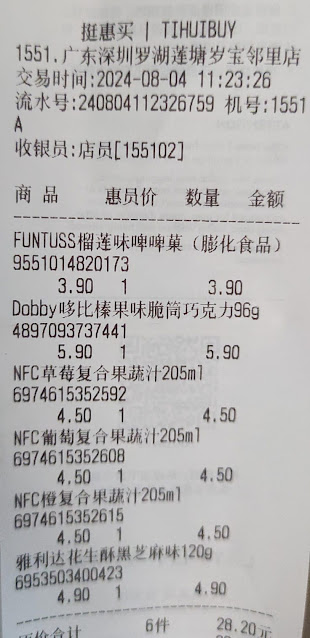 挺惠买 | TIHUIBUY
1551.广东深圳罗湖莲塘岁宝邻里店
交易时间:2024-08-04 11:23:26
流水号:240804112326759 机号:1551
A
收银员:店员[155102]
商品 惠员价 数量 金额
FUNTUSS榴莲味啤啤菓（膨化食品）
9551014820173
3.90 1 3.90
Dobby哆比榛果味脆筒巧克力96g
4897093737441
5.90 1 5.90
NFC草莓复合果蔬汁205ml
6974615352592
4.50 1 4.50
NFC葡萄复合果蔬汁205ml
6974615352608
4.50 1 4.50
NFC橙复合果蔬汁205ml
6974615352615
4.50 1 4.50
雅利达花生酥黑芝麻味120g
6953503400423
4.90 1 4.90
合计 6件 28.20元